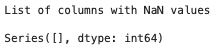 List of columns with NaN values
Series([], dtype: int64)